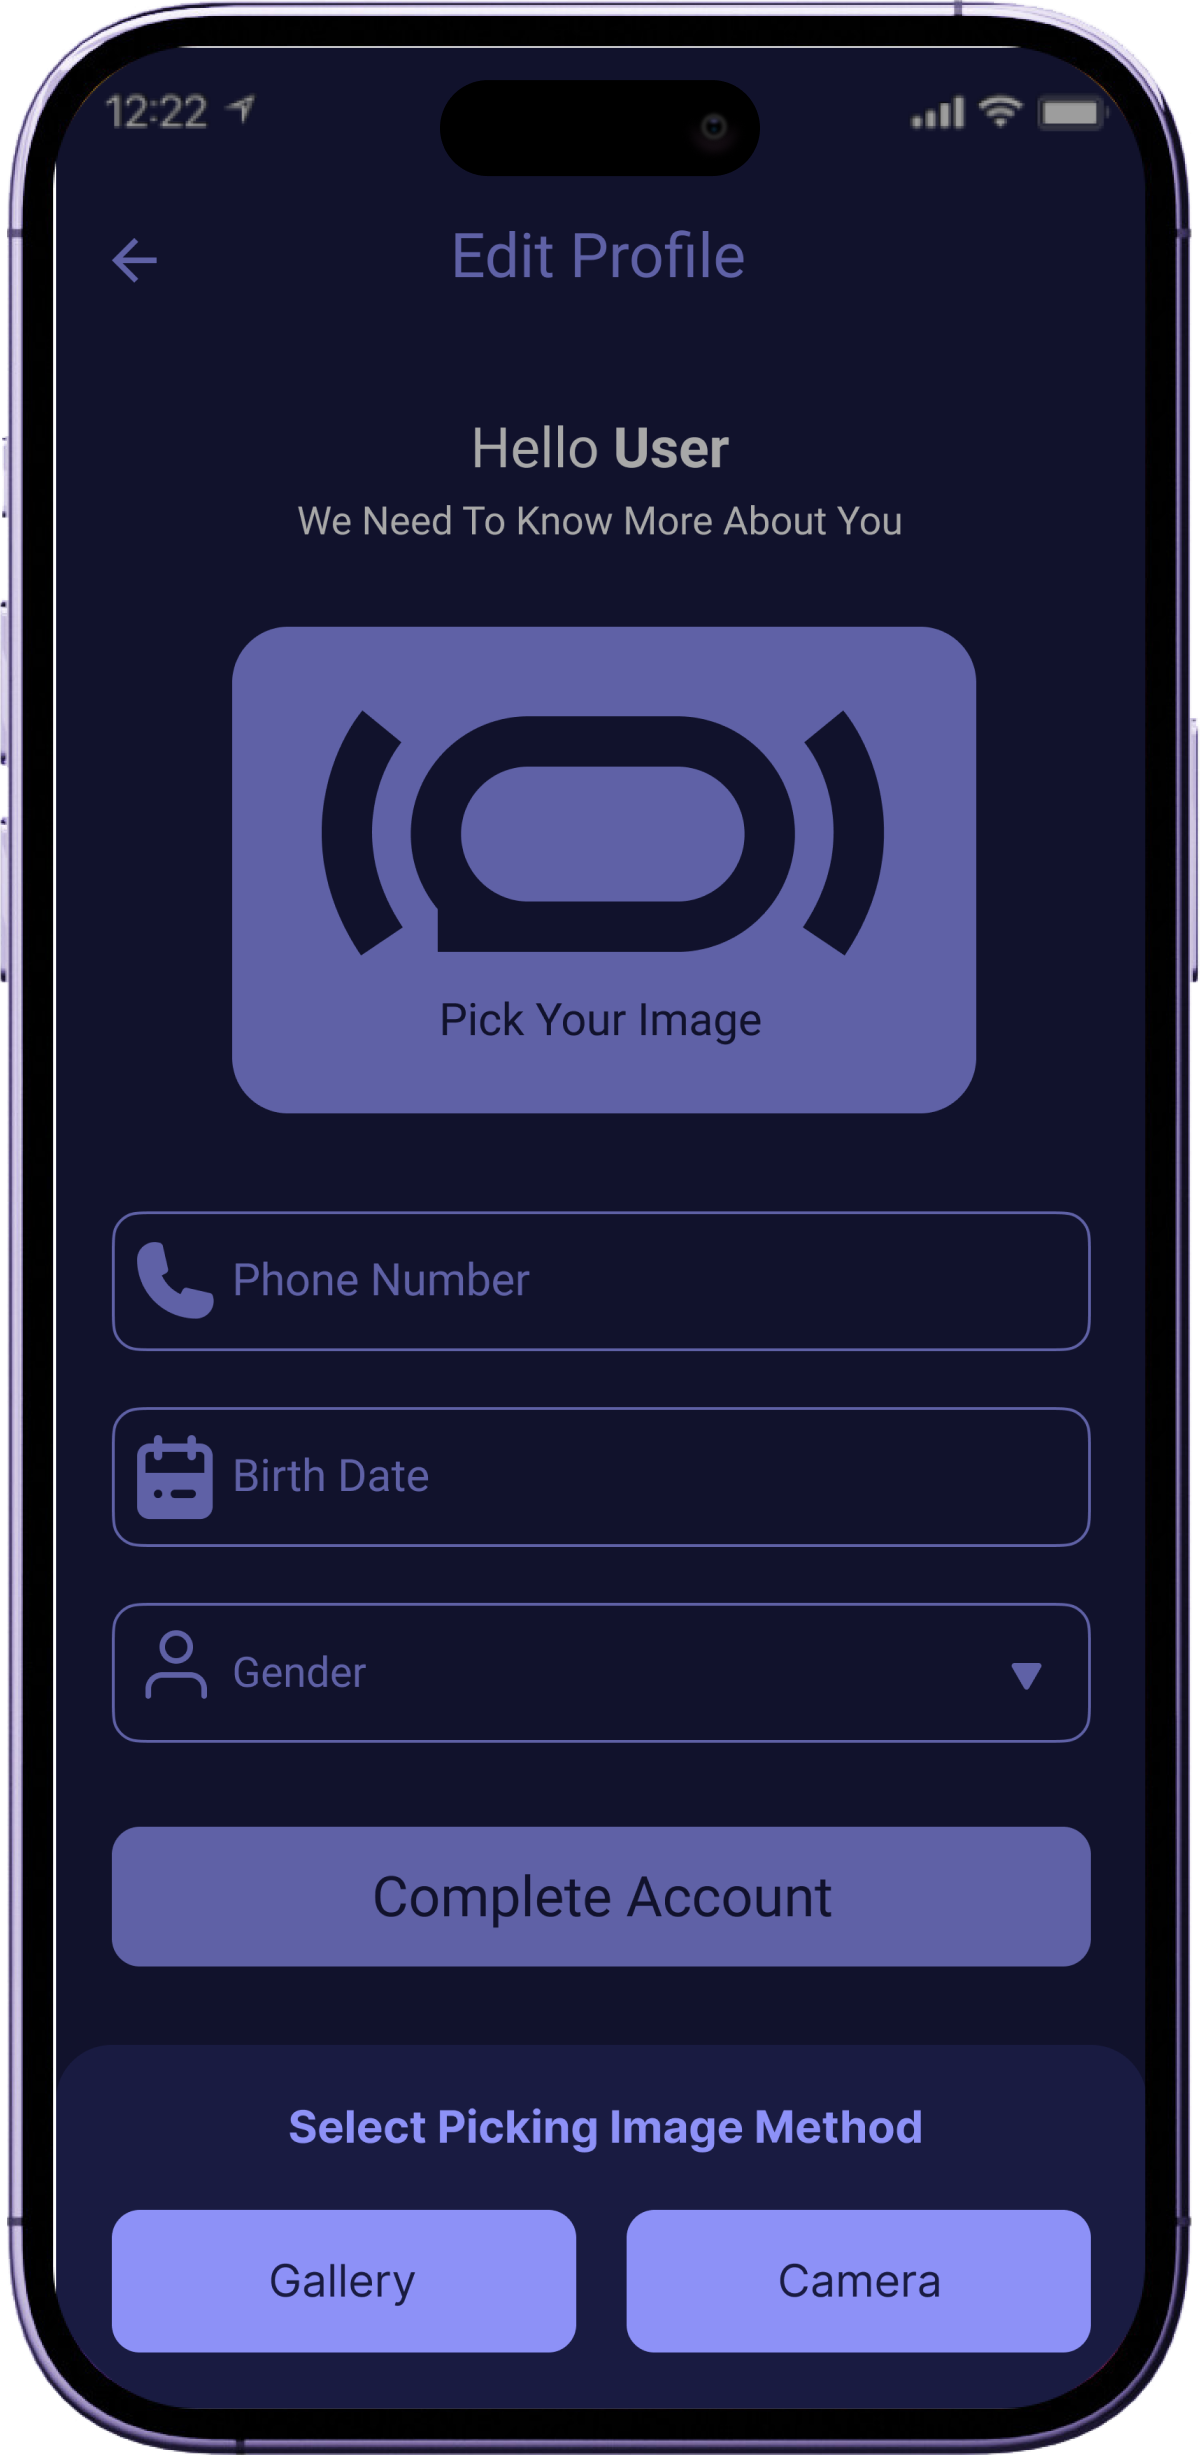 12:22
Edit Profile
Hello User
We Need To Know More About You
Pick Your Image
Phone Number
Birth Date
Gender
Complete Account
Select Picking Image Method
Gallery
Camera